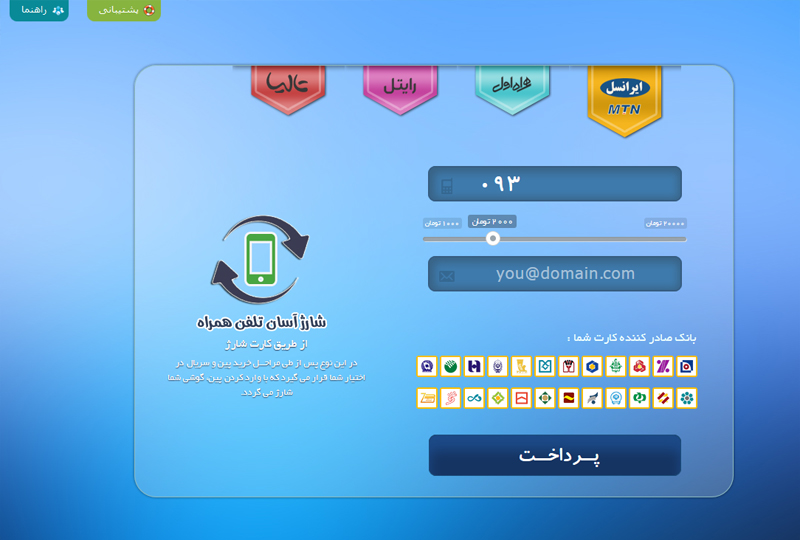 پشتیبانی
راهنما
ایرانسل
MTN
همراه اول
رایتل
تالیا
۰۹۳
۲۰۰۰۰ تومان
۲۰۰۰ تومان
۱۰۰۰ تومان
you@domain.com
شارژ آسان تلفن همراه
از طریق کارت شارژ
در این نوع پس از طی مراحل خرید پین و سریال در
اختیار شما قرار می گیرد که با وارد کردن پین، گوشی شما
شارژ می گردد.
بانک صادر کننده کارت شما :
پــرداخــت